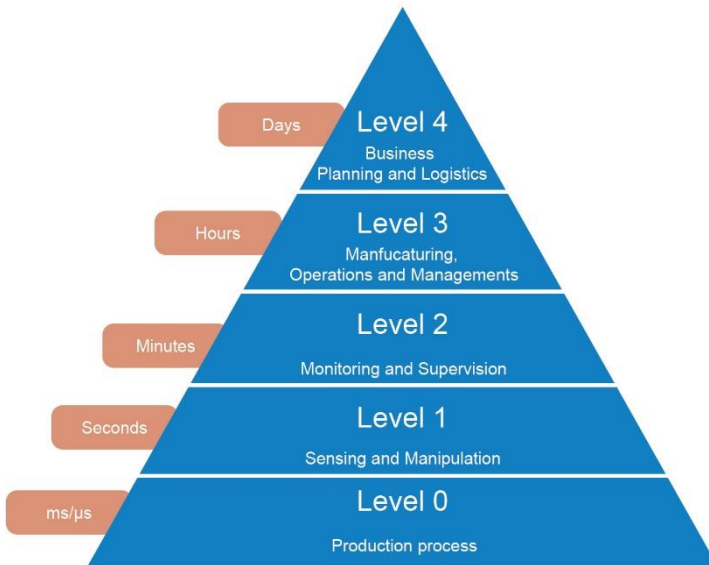 Days
Level 4
Business
Planning and Logistics
Hours
Level 3
Manfucaturing,
Operations and Managements
Minutes
Level 2
Monitoring and Supervision
Seconds
Level 1
Sensing and Manipulation
ms/µs
Level 0
Production process